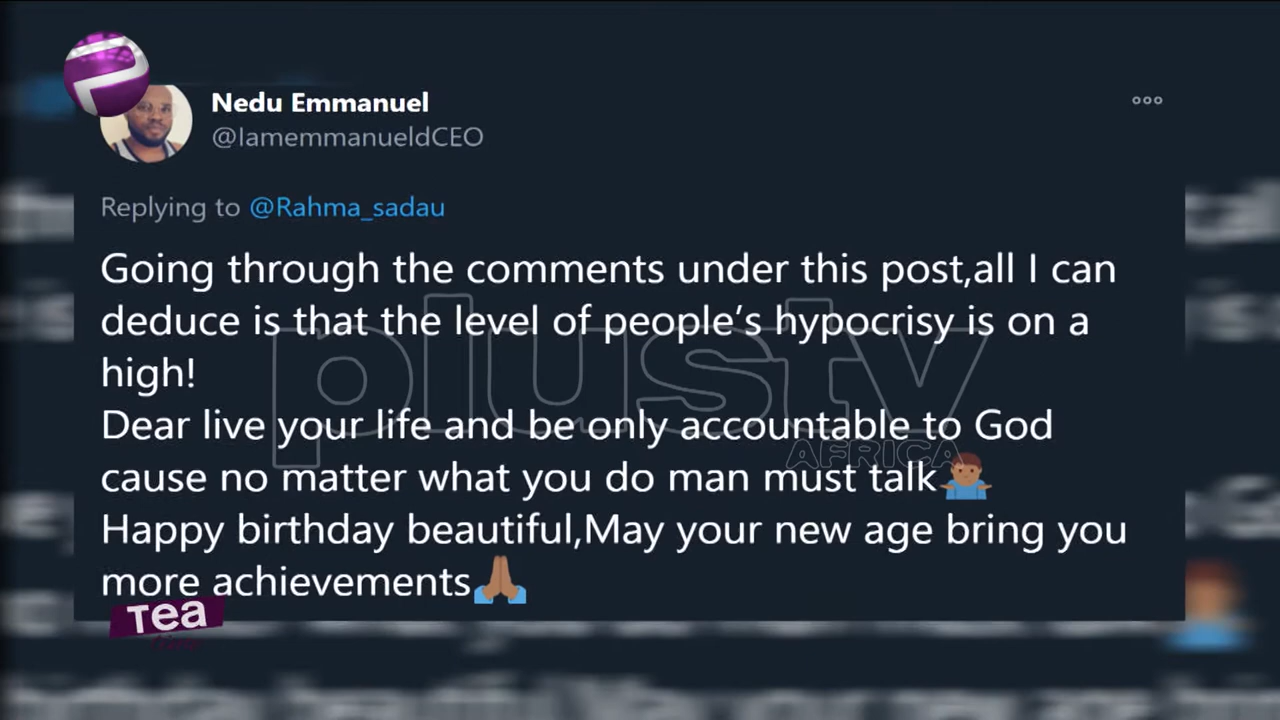 Nedu Emmanuel
@IamemmanueldCEO
Replying to @Rahma_sadau
Going through the comments under this post,all I can
deduce is that the level of people’s hypocrisy is on a
high!
Dear live your life and be only accountable to God
cause no matter what you do man must talk🤷🏾‍♂️
Happy birthday beautiful,May your new age bring you
more achievements🙏🏾
plustv
AFRICA
Tea